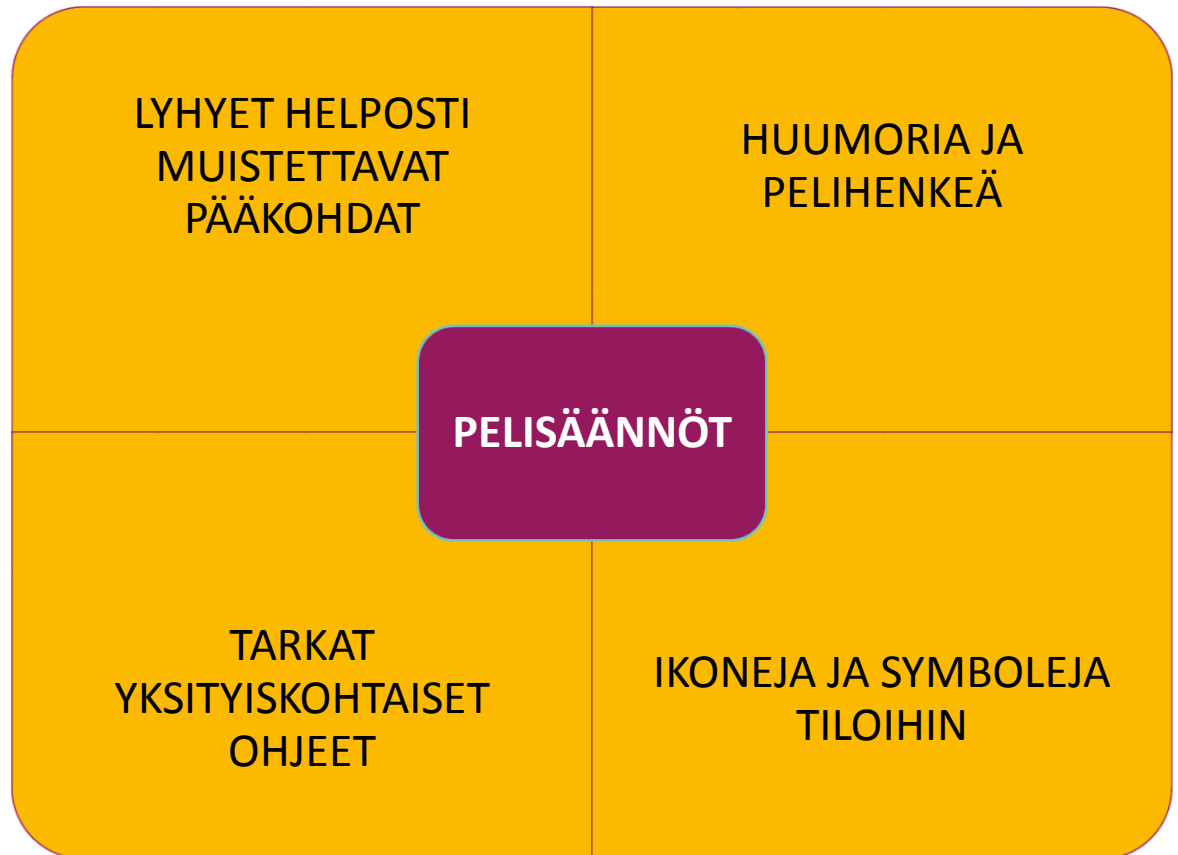 LYHYET HELPOSTI
MUISTETTAVAT
PÄÄKOHDAT
HUUMORIA JA
PELIHENKEÄ
PELISÄÄNNÖT
TARKAT
YKSITYISKOHTAISET
OHJEET
IKONEJA JA SYMBOLEJA
TILOIHIN